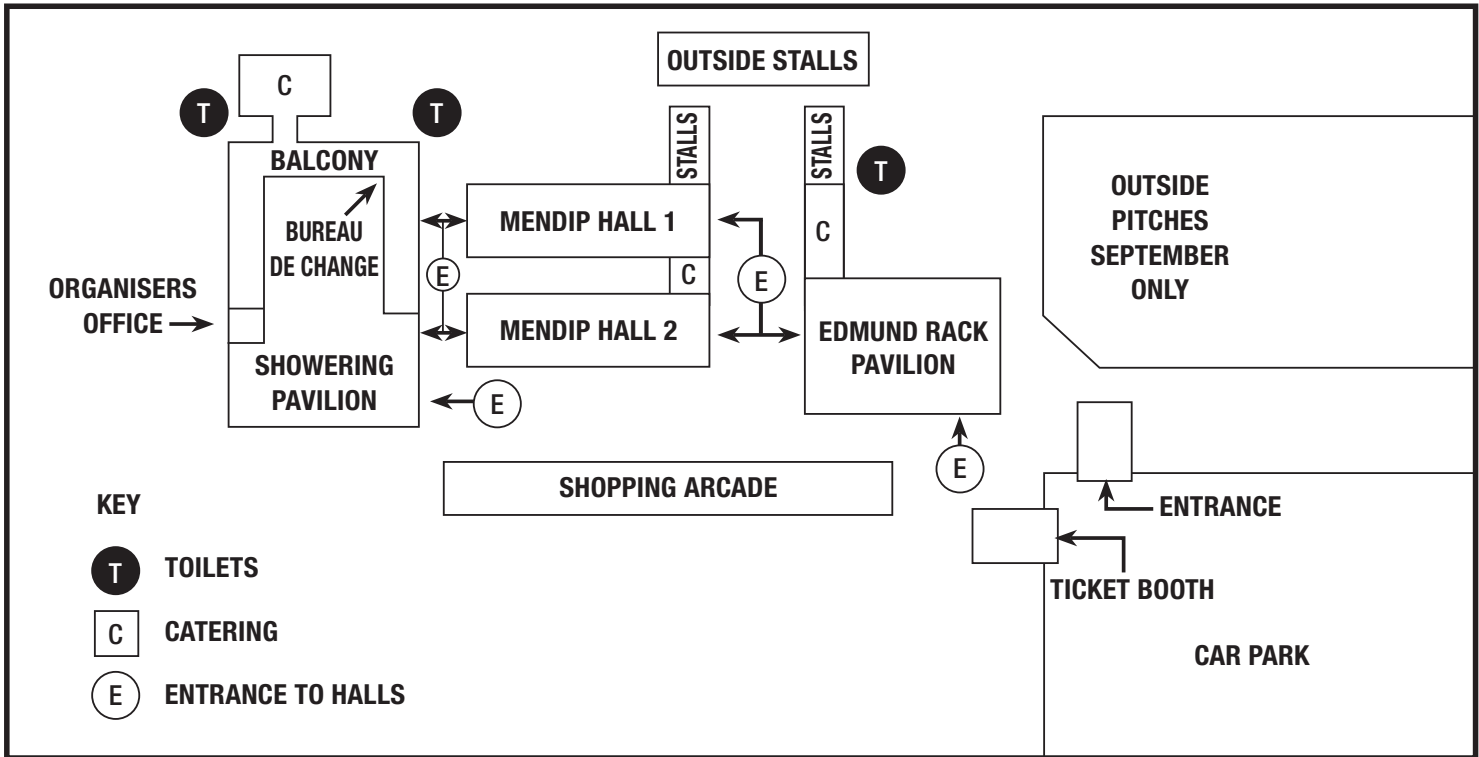 OUTSIDE STALLS
C
T
T
STALLS
STALLS
T
BALCONY
BUREAU
DE CHANGE
MENDIP HALL 1
C
E
C
E
ORGANISERS
OFFICE
MENDIP HALL 2
EDMUND RACK
PAVILION
SHOWERING
PAVILION
E
E
OUTSIDE
PITCHES
SEPTEMBER
ONLY
SHOPPING ARCADE
ENTRANCE
TICKET BOOTH
CAR PARK
KEY
T TOILETS
C CATERING
E ENTRANCE TO HALLS